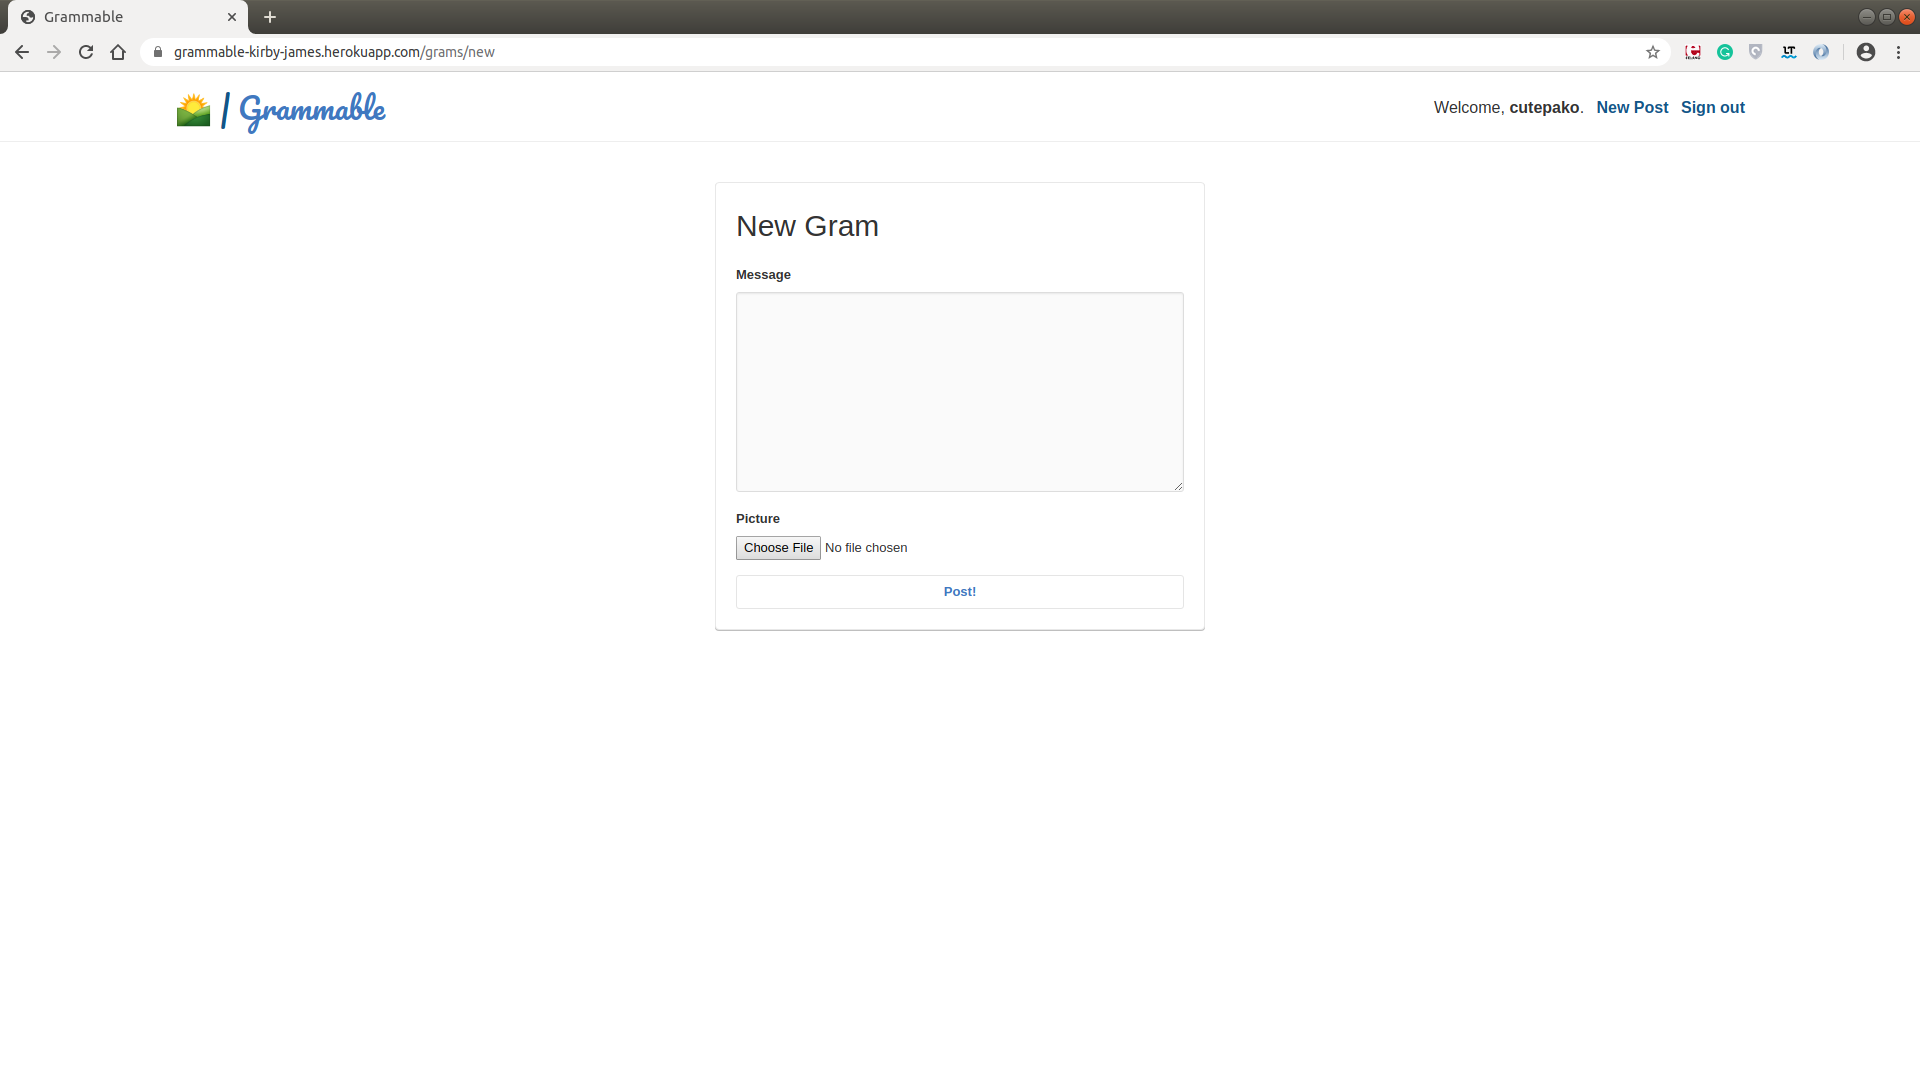 Grammable
grammable-kirby-james.herokuapp.com/grams/new
LT
| Grammable
Welcome, cutepako. New Post Sign out
New Gram
Message
Picture
Choose File No file chosen
Post!